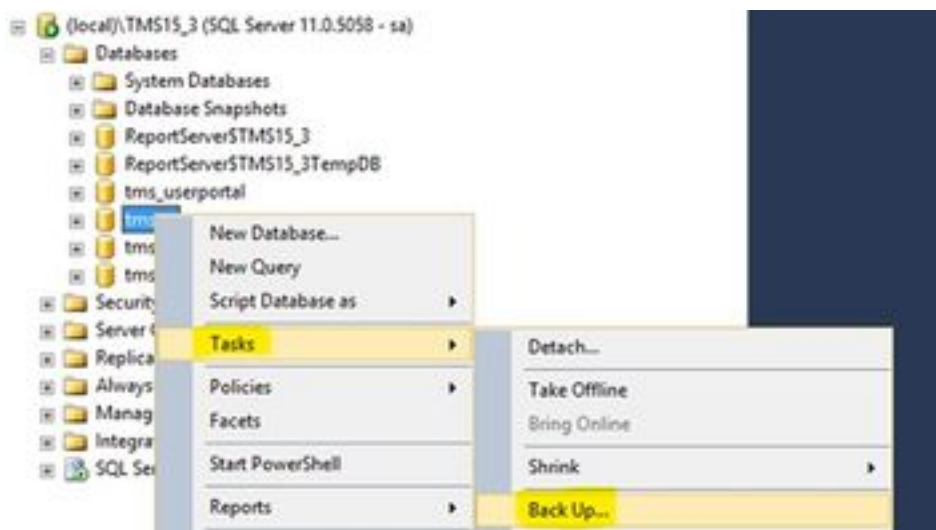 (local)\TMS15_3 (SQL Server 11.0.5058 - sa)
Databases
System Databases
Database Snapshots
ReportServer$TMS15_3
ReportServer$TMS15_3TempDB
tms_userportal
tms
tms
tms
Security
Server
Replica
Always
Manag
Integra
SQL Ser
New Database...
New Query
Script Database as
Tasks
Policies
Facets
Start PowerShell
Reports
Detach...
Take Offline
Bring Online
Shrink
Back Up...